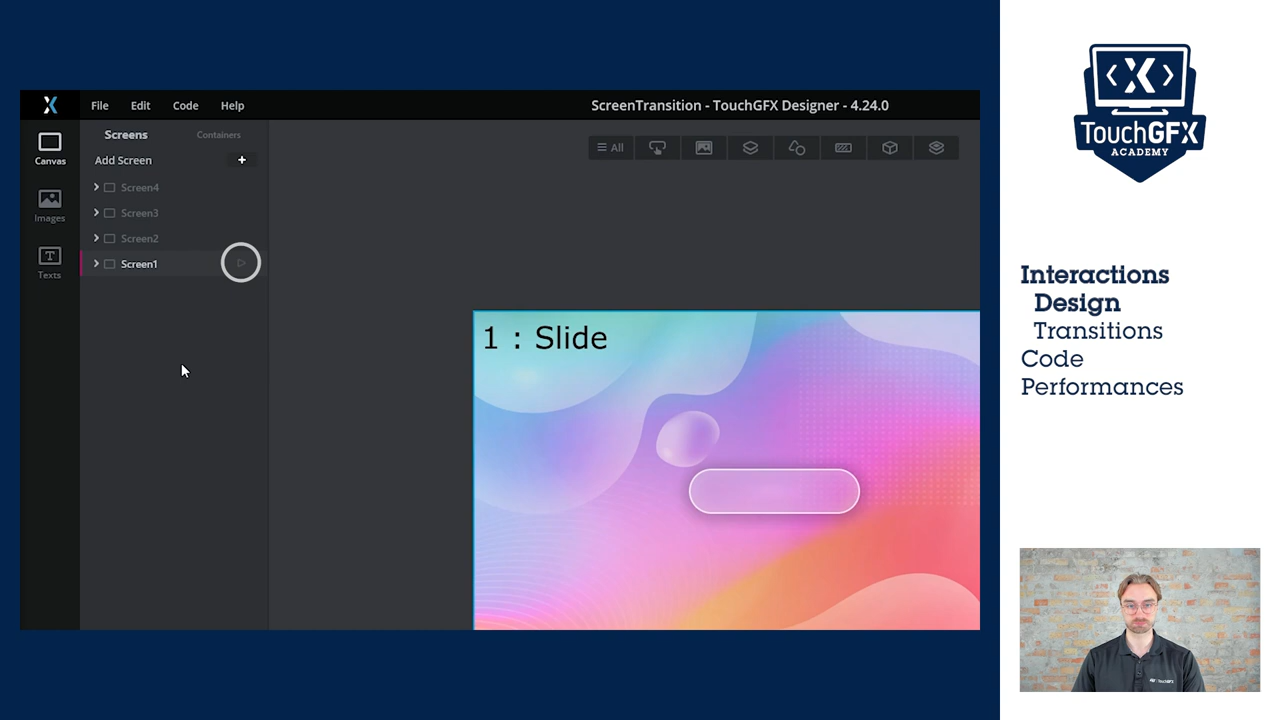 File Edit Code Help
ScreenTransition - TouchGFX Designer - 4.24.0
Canvas
Images
Texts
Screens Containers
Add Screen +
Screen4
Screen3
Screen2
Screen1
All
1 : Slide
TouchGFX
ACADEMY
Interactions
Design
Transitions
Code
Performances